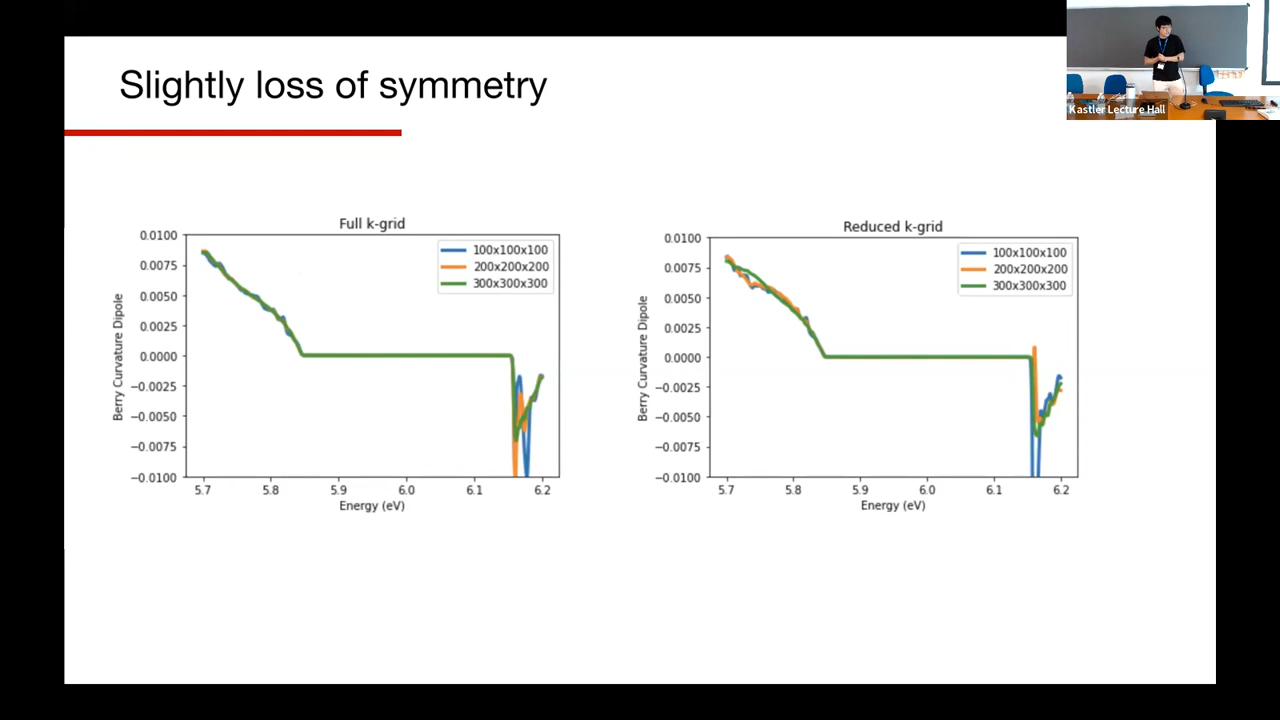 Slightly loss of symmetry
Kastler Lecture Hall
Full k-grid
0.0100
0.0075
0.0050
0.0025
0.0000
−0.0025
−0.0050
−0.0075
−0.0100
Berry Curvature Dipole
100x100x100
200x200x200
300x300x300
5.7 5.8 5.9 6.0 6.1 6.2
Energy (eV)
Reduced k-grid
0.0100
0.0075
0.0050
0.0025
0.0000
−0.0025
−0.0050
−0.0075
−0.0100
Berry Curvature Dipole
100x100x100
200x200x200
300x300x300
5.7 5.8 5.9 6.0 6.1 6.2
Energy (eV)